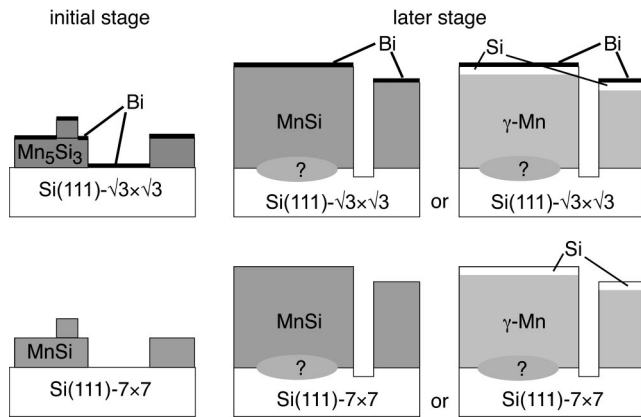 initial stage
later stage
Bi
Mn₅Si₃
Si(111)-√3×√3
Bi
MnSi
?
Si(111)-√3×√3
or
Si
Bi
γ-Mn
?
Si(111)-√3×√3
MnSi
Si(111)-7×7
MnSi
?
Si(111)-7×7
or
Si
γ-Mn
?
Si(111)-7×7